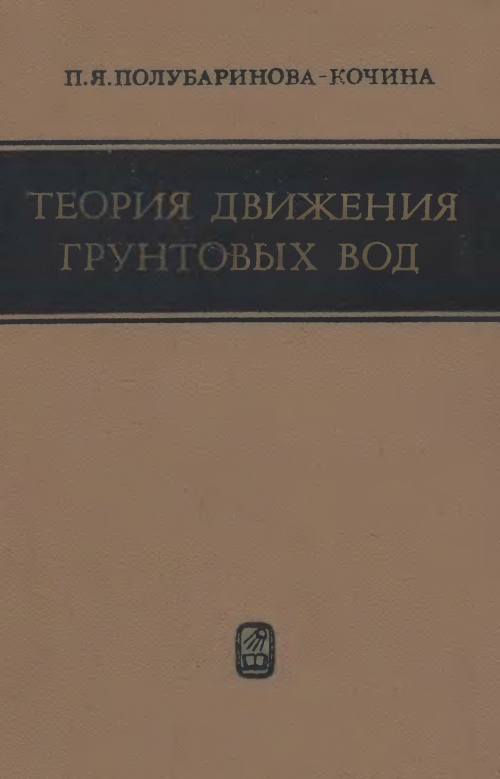 П.Я.ПОЛУБАРИНОВА-КОЧИНА
ТЕОРИЯ ДВИЖЕНИЯ
ГРУНТОВЫХ ВОД